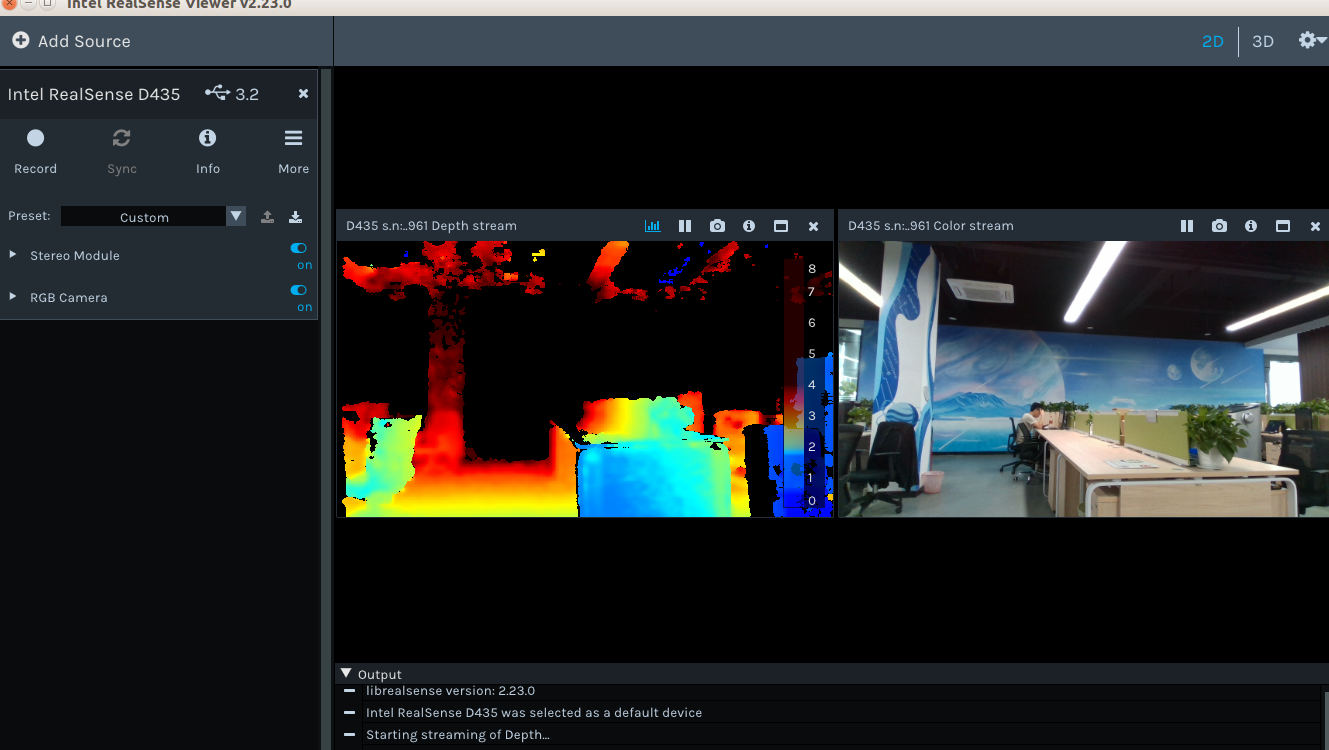 Intel RealSense Viewer v2.23.0
Add Source
2D
3D
Intel RealSense D435
3.2
Record
Sync
Info
More
Preset:
Custom
Stereo Module
on
RGB Camera
on
D435 s.n:..961 Depth stream
8
7
6
5
4
3
2
1
0
D435 s.n:..961 Color stream
Output
librealsense version: 2.23.0
Intel RealSense D435 was selected as a default device
Starting streaming of Depth...